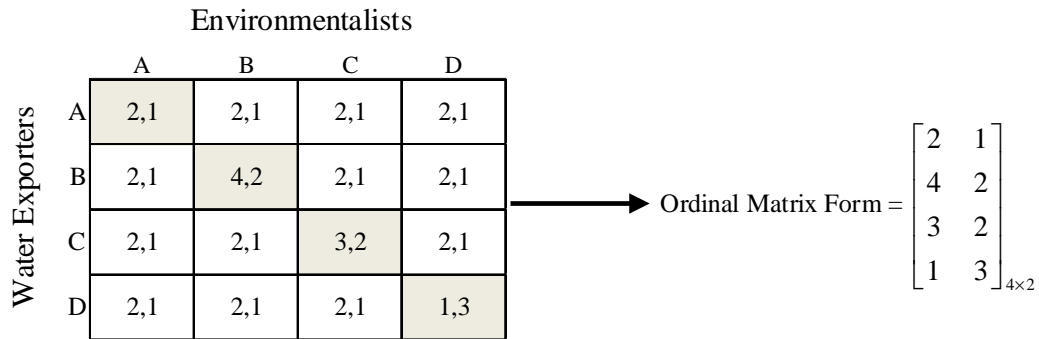 Environmentalists
A B C D
Water Exporters
A 2,1 2,1 2,1 2,1
B 2,1 4,2 2,1 2,1
C 2,1 2,1 3,2 2,1
D 2,1 2,1 2,1 1,3
Ordinal Matrix Form =
2 1
4 2
3 2
1 3
4×2